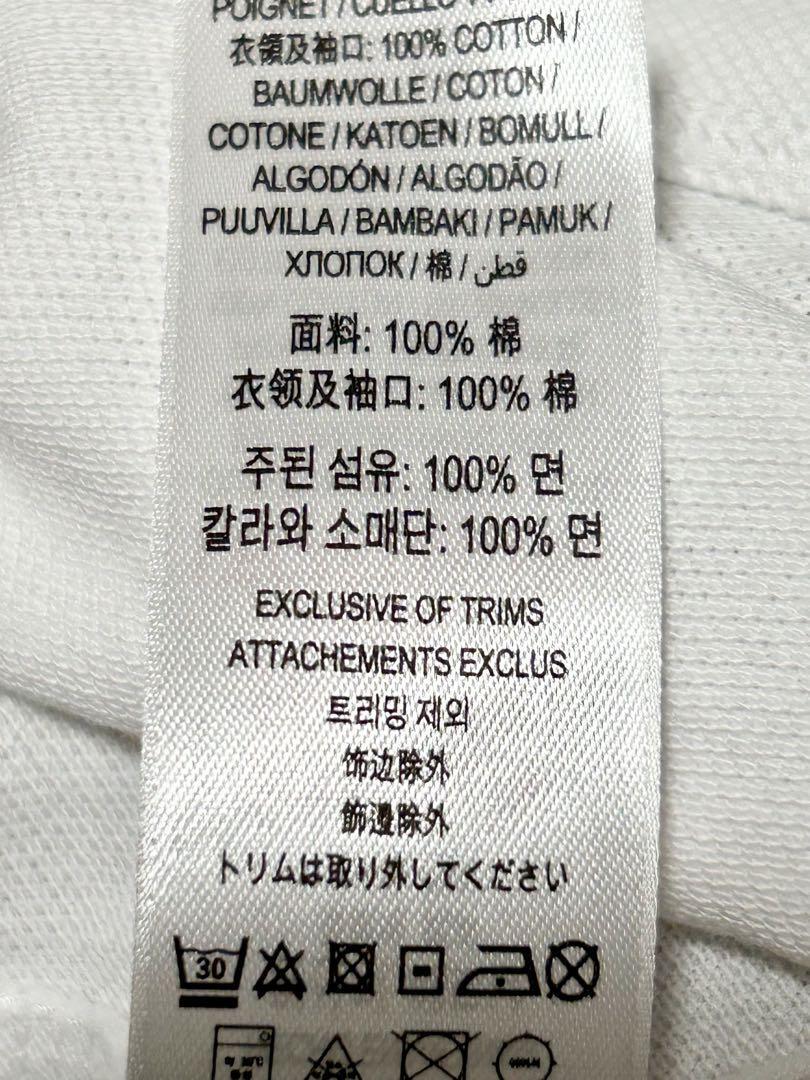 POIGNET / CUELLO Y
衣領及袖口: 100% COTTON /
BAUMWOLLE / COTON /
COTONE / KATOEN / BOMULL /
ALGODÓN / ALGODÃO /
PUUVILLA / BAMBAKI / PAMUK /
ХЛОПОК / 棉 / قطن
面料: 100% 棉
衣领及袖口: 100% 棉
주된 섬유: 100% 면
칼라와 소매단: 100% 면
EXCLUSIVE OF TRIMS
ATTACHEMENTS EXCLUS
트리밍 제외
饰边除外
飾邊除外
トリムは取り外してください
30